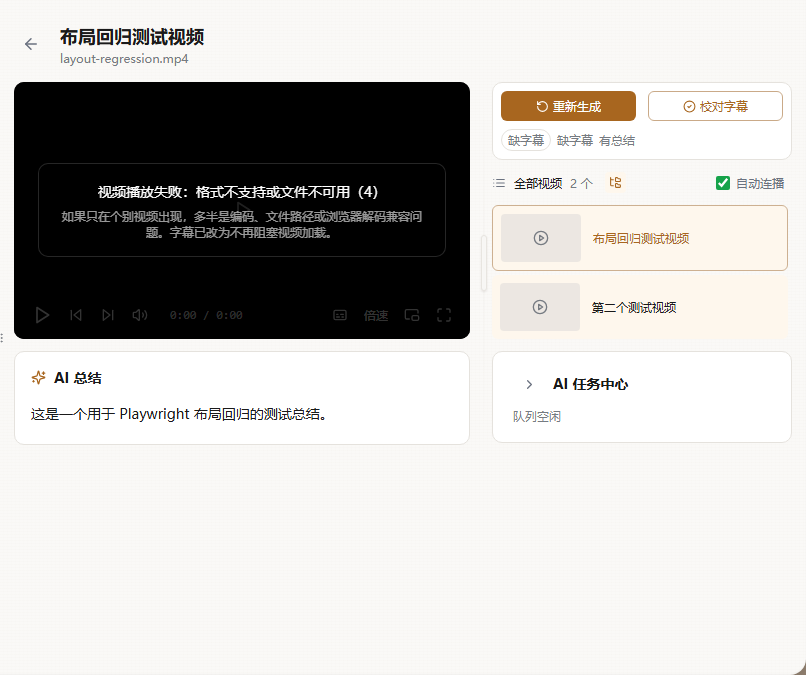 布局回归测试视频
layout-regression.mp4
视频播放失败：格式不支持或文件不可用（4）
如果只在个别视频出现，多半是编码、文件路径或浏览器解码兼容问
题。字幕已改为不再阻塞视频加载。
0:00 / 0:00
倍速
重新生成
校对字幕
缺字幕 缺字幕 有总结
全部视频 2 个
自动连播
布局回归测试视频
第二个测试视频
AI 总结
这是一个用于 Playwright 布局回归的测试总结。
AI 任务中心
队列空闲